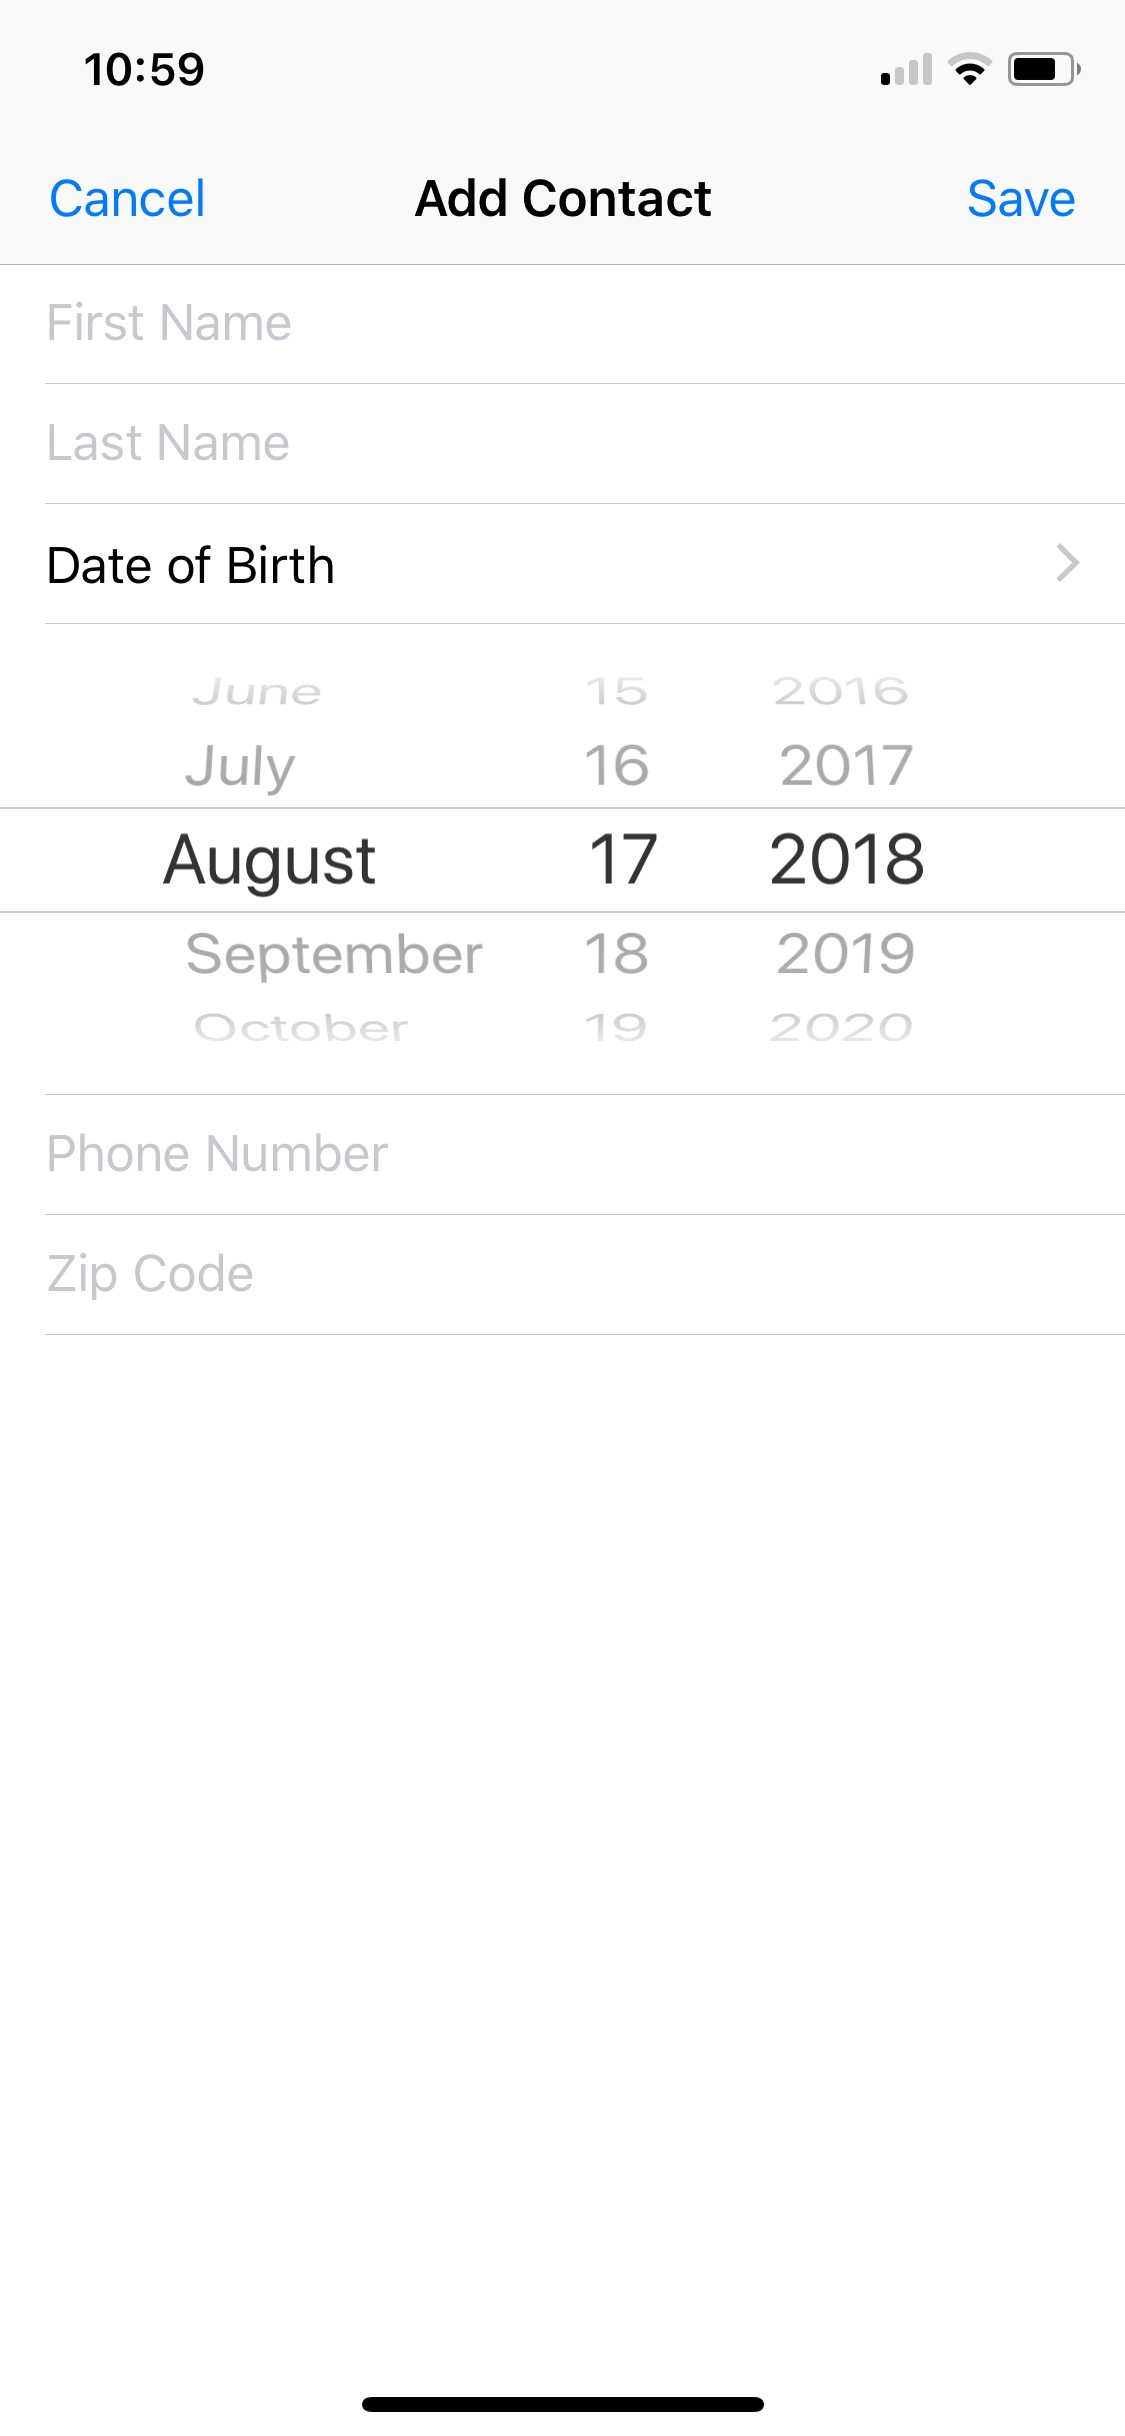 10:59
Cancel Add Contact Save
First Name
Last Name
Date of Birth
June 15 2016
July 16 2017
August 17 2018
September 18 2019
October 19 2020
Phone Number
Zip Code